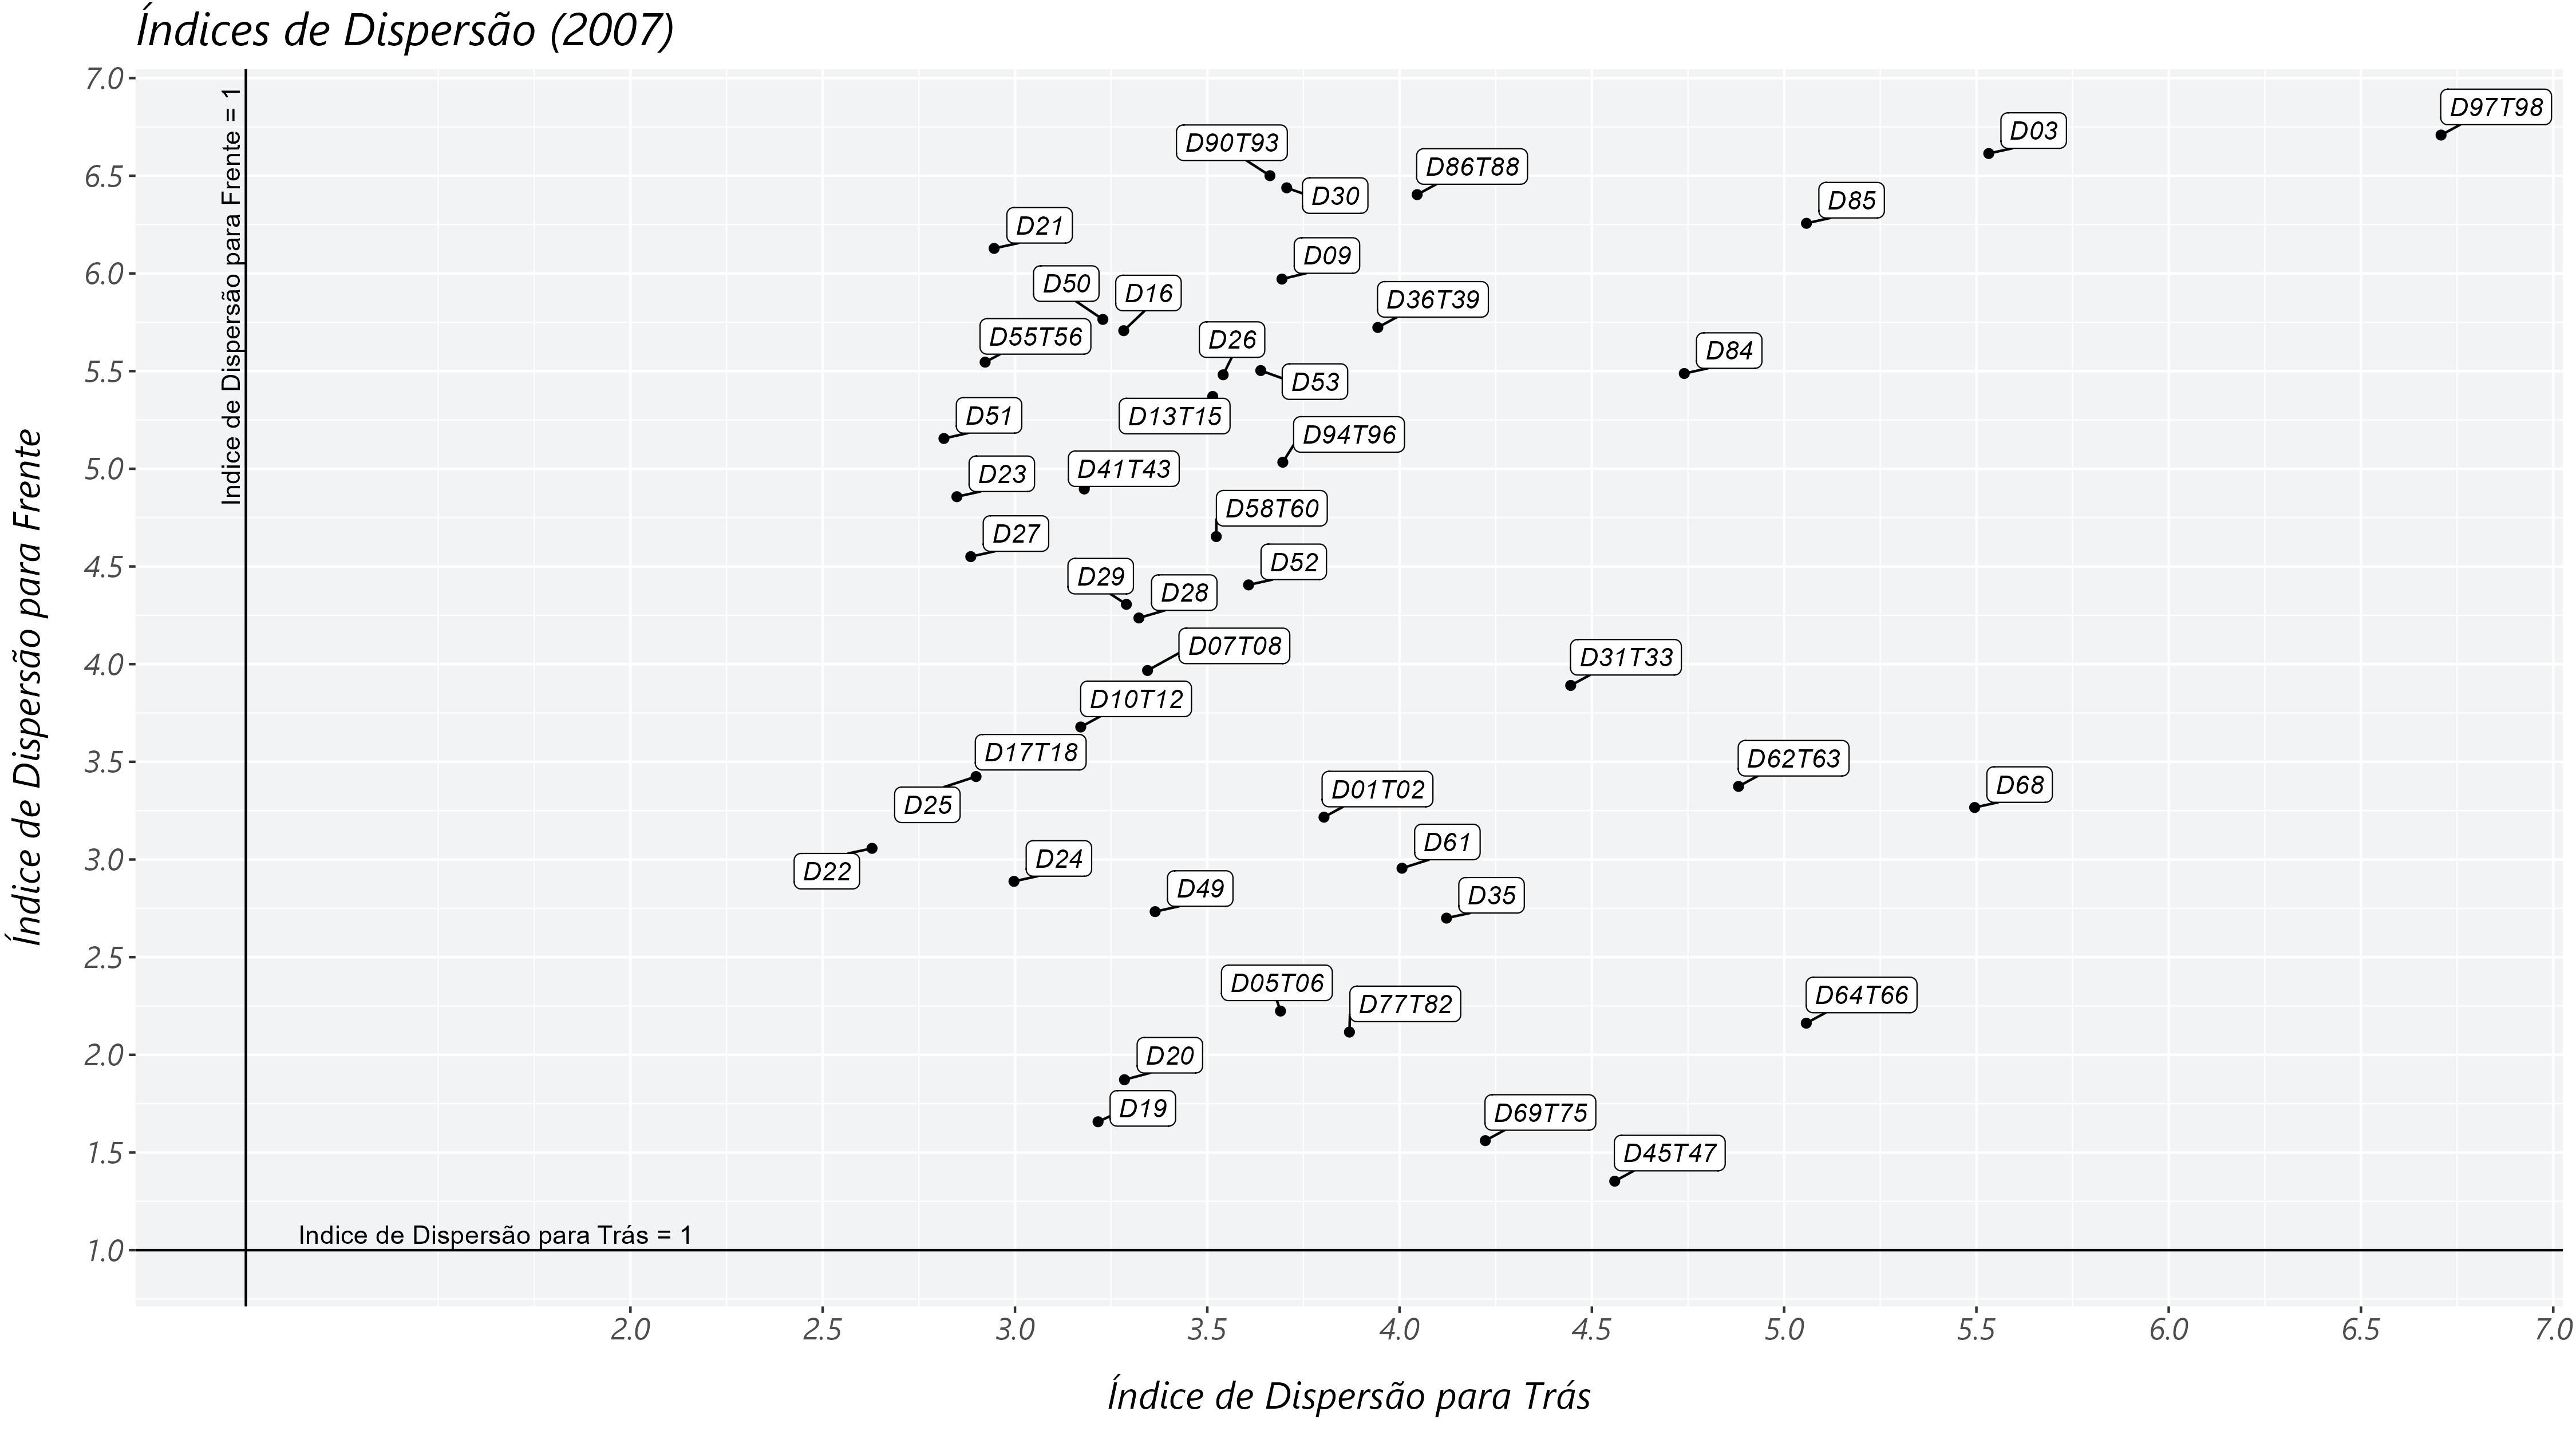 Índices de Dispersão (2007)
Índice de Dispersão para Frente
7.0
6.5
6.0
5.5
5.0
4.5
4.0
3.5
3.0
2.5
2.0
1.5
1.0
Indice de Dispersão para Frente = 1
D97T98
D03
D90T93
D86T88
D30
D85
D21
D09
D50
D16
D36T39
D55T56
D26
D84
D53
D51
D13T15
D94T96
D41T43
D23
D58T60
D27
D52
D29
D28
D07T08
D31T33
D10T12
D17T18
D62T63
D68
D01T02
D25
D61
D24
D22
D49
D35
D05T06
D64T66
D77T82
D20
D19
D69T75
D45T47
Indice de Dispersão para Trás = 1
2.0
2.5
3.0
3.5
4.0
4.5
5.0
5.5
6.0
6.5
7.0
Índice de Dispersão para Trás